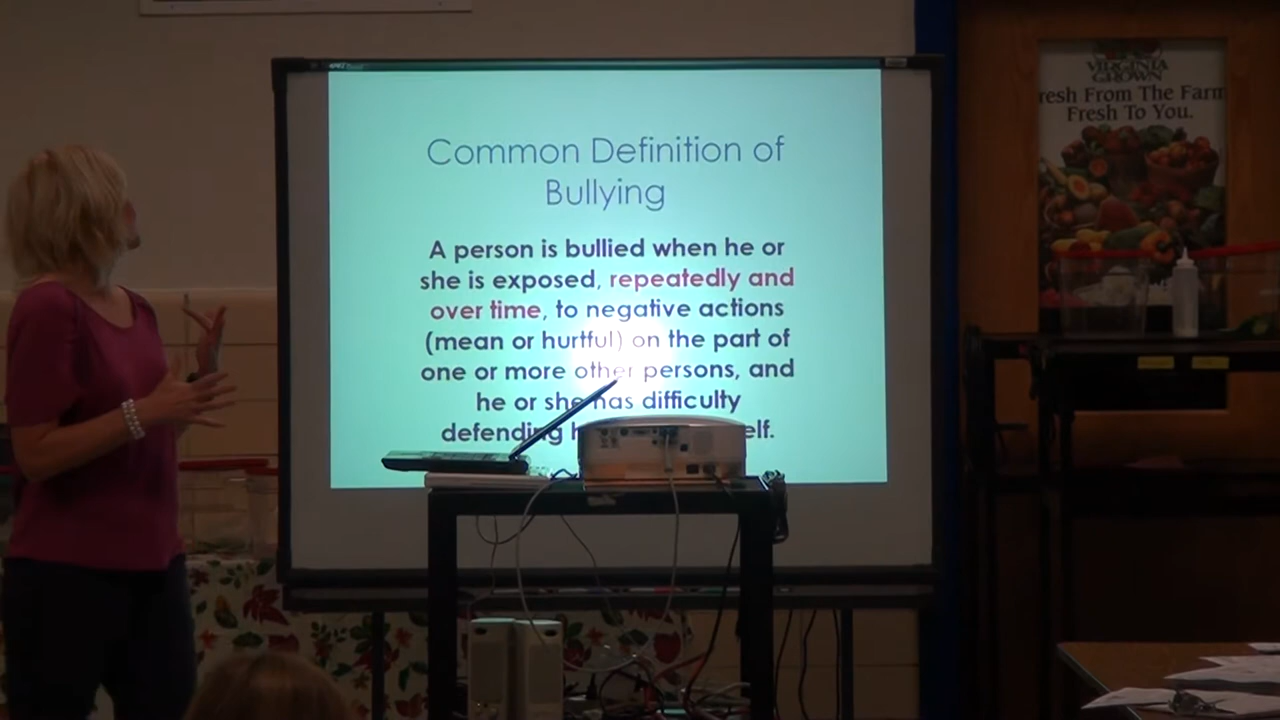 Common Definition of
Bullying
A person is bullied when he or
she is exposed, repeatedly and
over time, to negative actions
(mean or hurtful) on the part of
one or more other persons, and
he or she has difficulty
defending elf.
VIRGINIA
GROWN
resh From The Farm
Fresh To You.